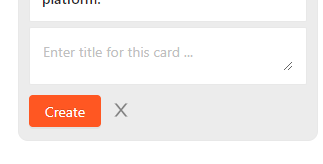 platform.
Enter title for this card ...
Create
X